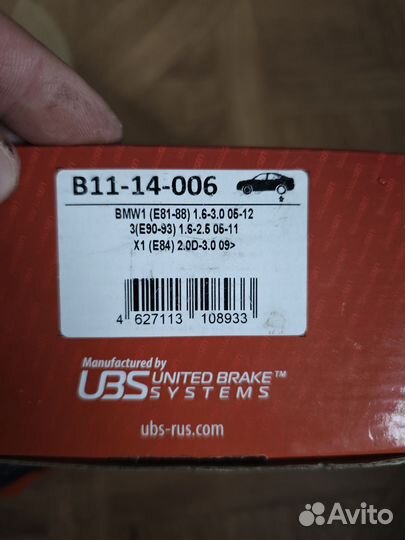 B11-14-006
BMW1 (E81-88) 1.6-3.0 05-12
3(E90-93) 1.6-2.5 05-11
X1 (E84) 2.0D-3.0 09>
4 627113 108933
Manufactured by
UBS UNITED BRAKE™
SYSTEMS
ubs-rus.com
Avito